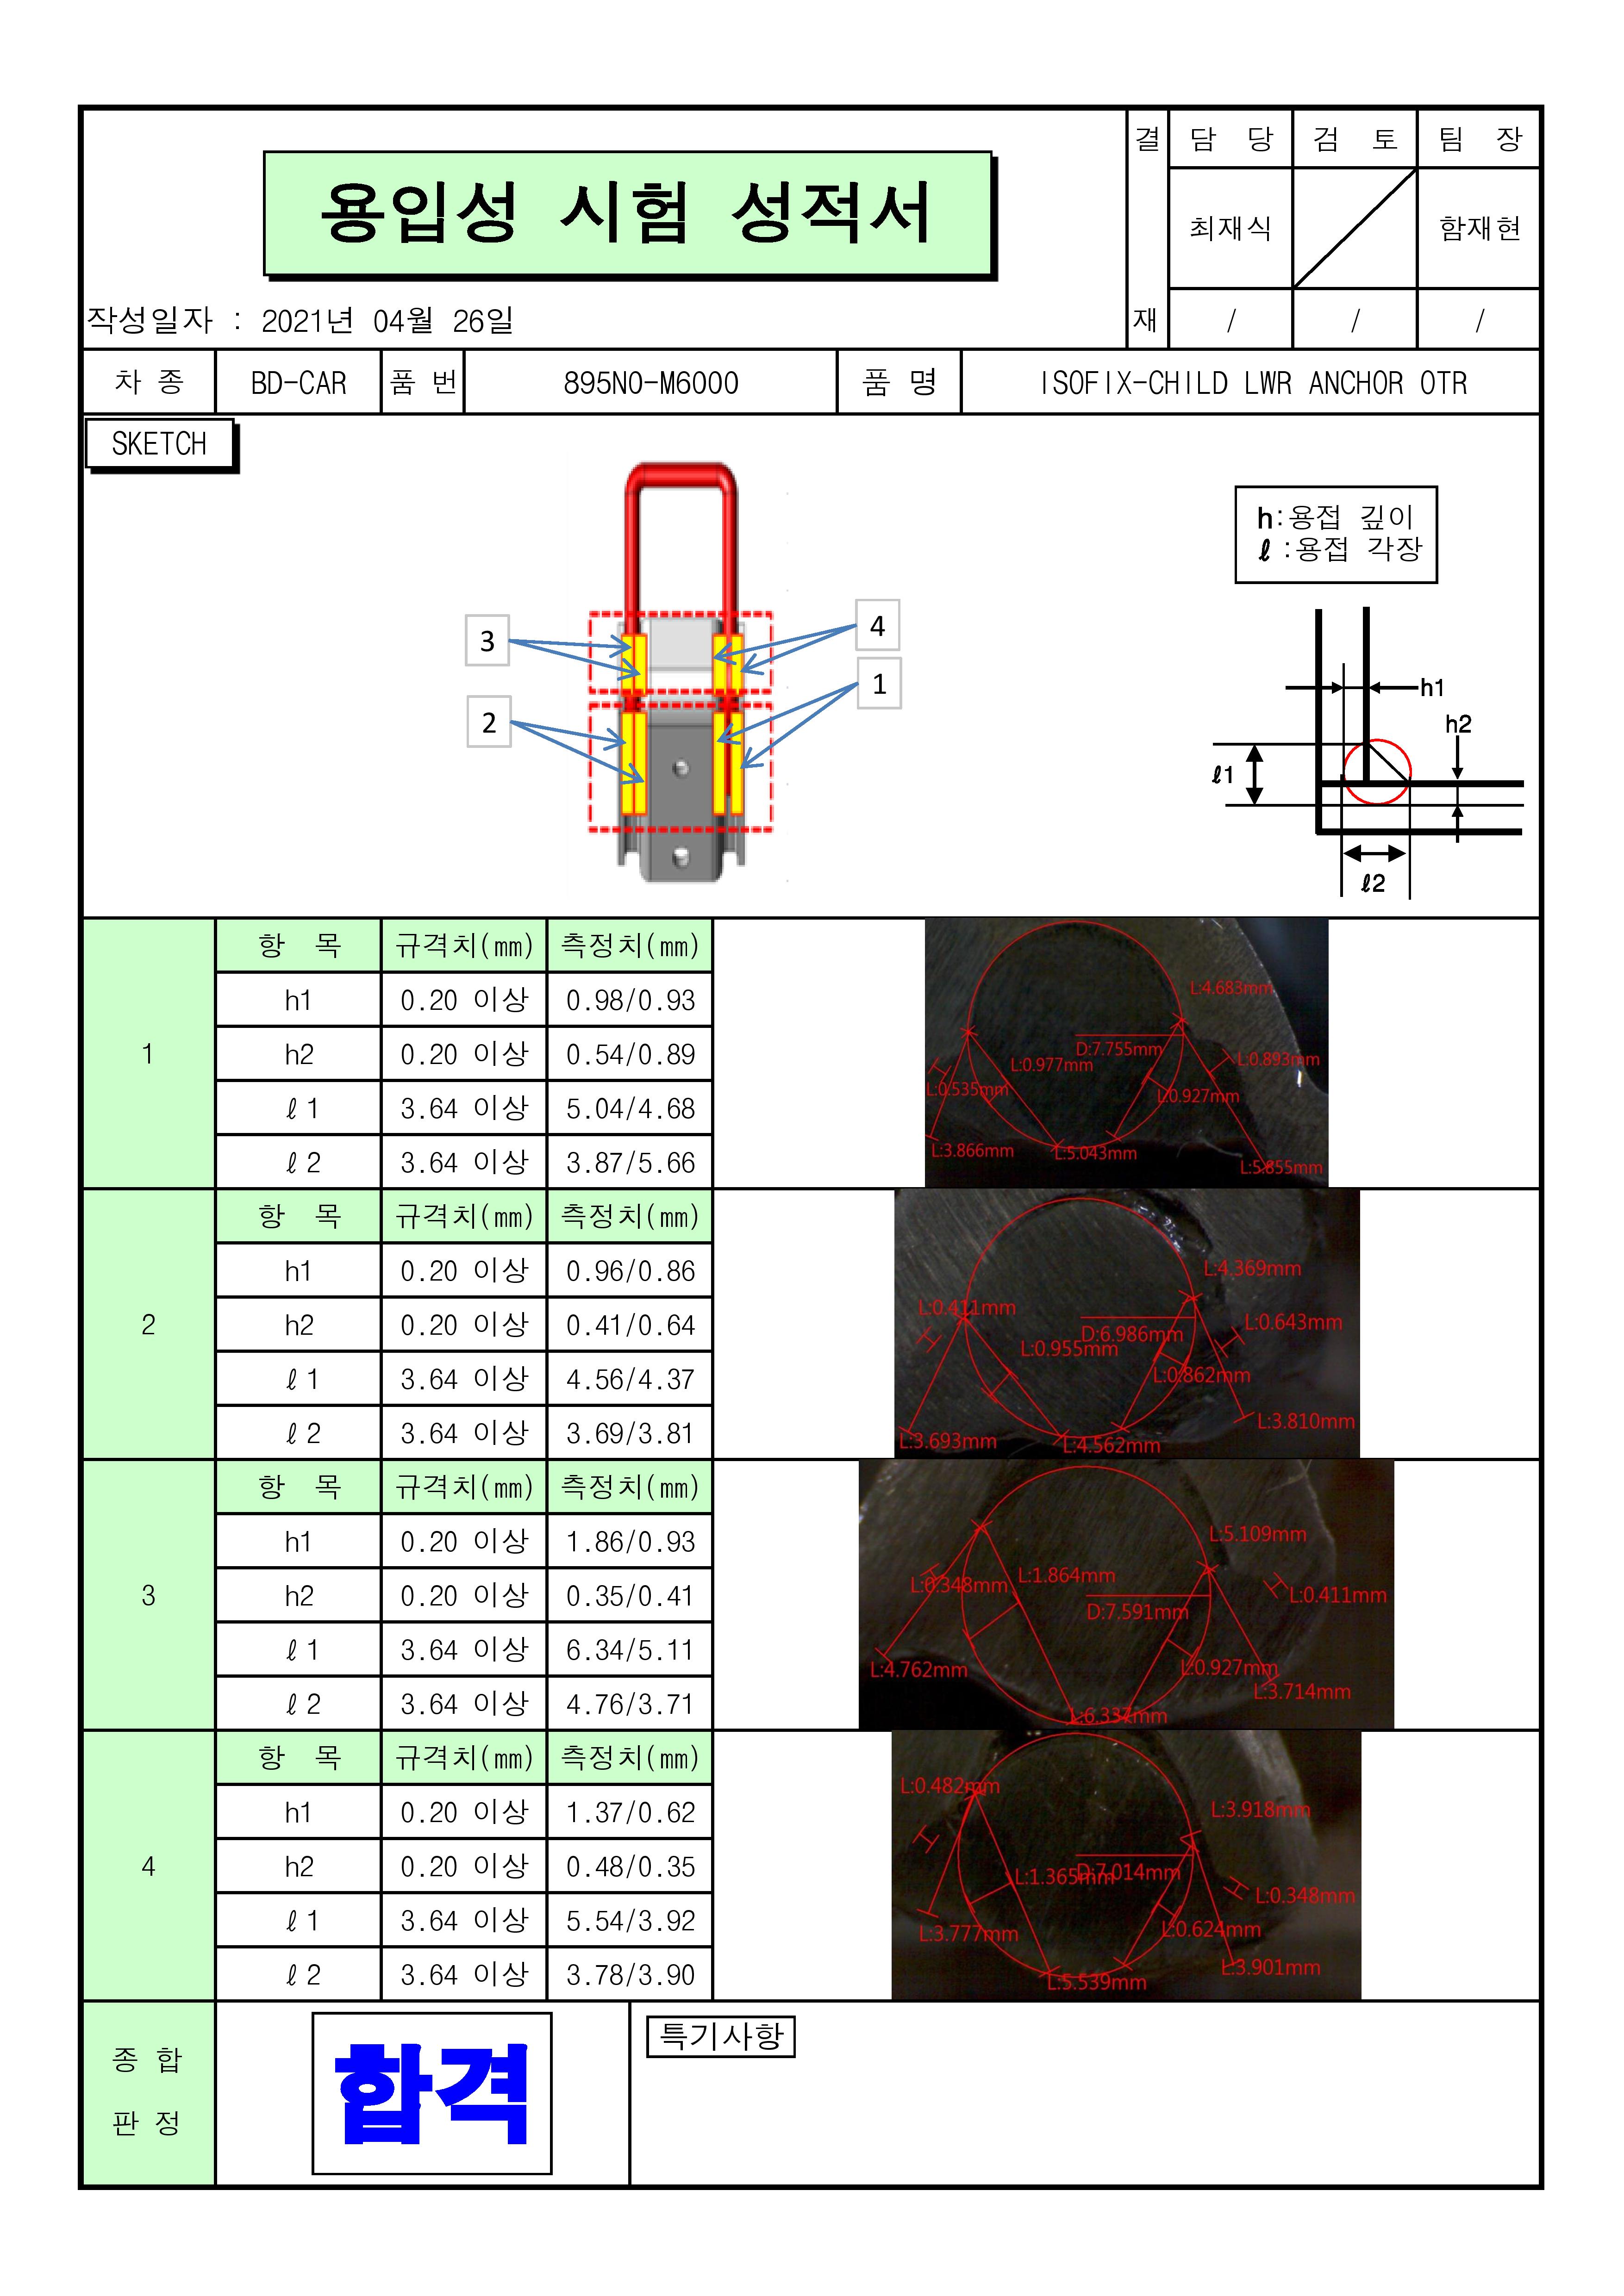 용입성 시험 성적서
결 재
담 당 검 토 팀 장
최재식 함재현
/ / /
작성일자 : 2021년 04월 26일
차 종 BD-CAR 품 번 895N0-M6000 품 명 ISOFIX-CHILD LWR ANCHOR OTR
SKETCH
h:용접 깊이
ℓ :용접 각장
3
4
2
1
h1
h2
ℓ1
ℓ2
1
항 목 규격치(㎜) 측정치(㎜)
h1 0.20 이상 0.98/0.93
h2 0.20 이상 0.54/0.89
ℓ1 3.64 이상 5.04/4.68
ℓ2 3.64 이상 3.87/5.66
L:4.683mm
D:7.755mm
L:0.977mm
L:0.893mm
L:0.535mm
L:0.927mm
L:3.866mm
L:5.043mm
L:5.855mm
2
항 목 규격치(㎜) 측정치(㎜)
h1 0.20 이상 0.96/0.86
h2 0.20 이상 0.41/0.64
ℓ1 3.64 이상 4.56/4.37
ℓ2 3.64 이상 3.69/3.81
L:4.369mm
L:0.411mm
L:0.643mm
D:6.986mm
L:0.955mm
L:0.862mm
L:3.810mm
L:3.693mm
L:4.562mm
3
항 목 규격치(㎜) 측정치(㎜)
h1 0.20 이상 1.86/0.93
h2 0.20 이상 0.35/0.41
ℓ1 3.64 이상 6.34/5.11
ℓ2 3.64 이상 4.76/3.71
L:5.109mm
L:1.864mm
L:0.348mm
L:0.411mm
D:7.591mm
L:4.762mm
L:0.927mm
L:3.714mm
L:6.337mm
4
항 목 규격치(㎜) 측정치(㎜)
h1 0.20 이상 1.37/0.62
h2 0.20 이상 0.48/0.35
ℓ1 3.64 이상 5.54/3.92
ℓ2 3.64 이상 3.78/3.90
L:0.482mm
L:3.918mm
D:7.014mm
L:1.365mm
L:0.348mm
L:3.777mm
L:0.624mm
L:3.901mm
L:5.539mm
종 합
판 정
합격
특기사항